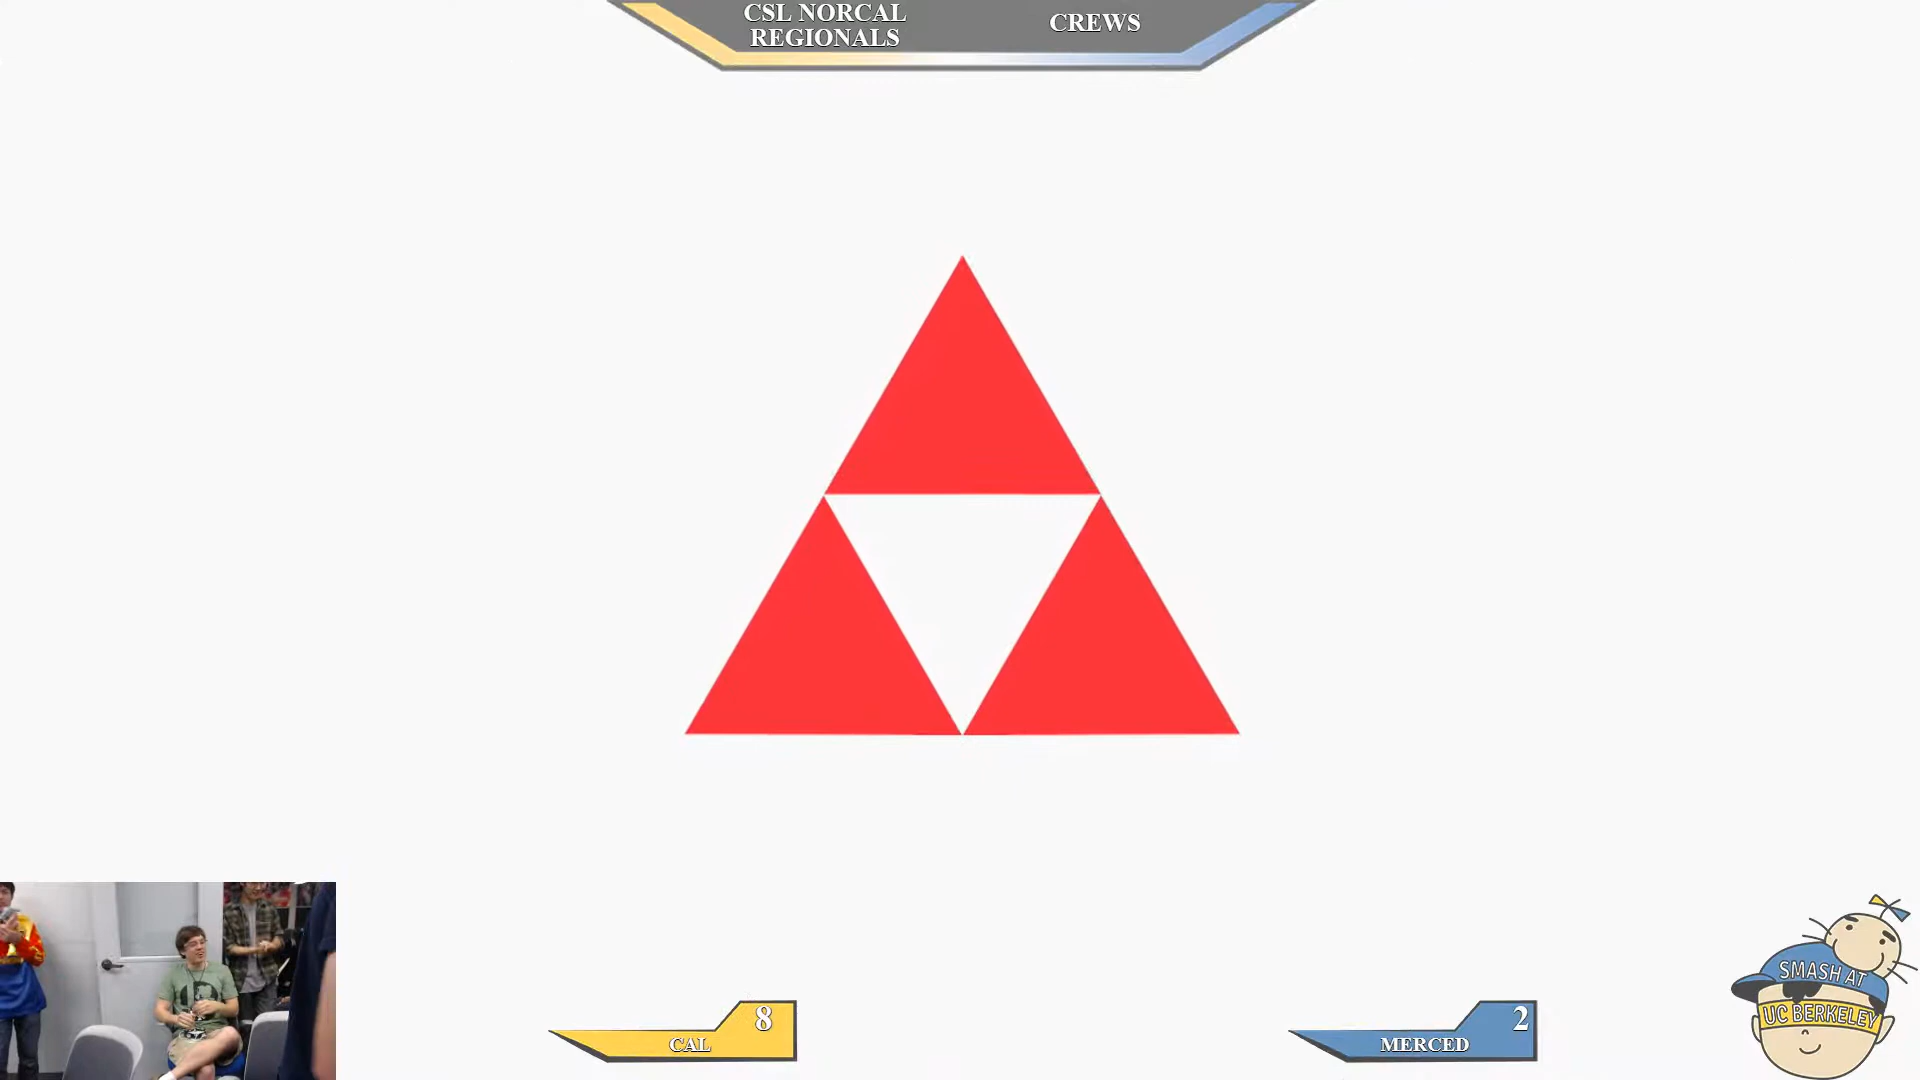 CSL NORCAL
REGIONALS
CREWS
8
CAL
2
MERCED
SMASH AT
UC BERKELEY